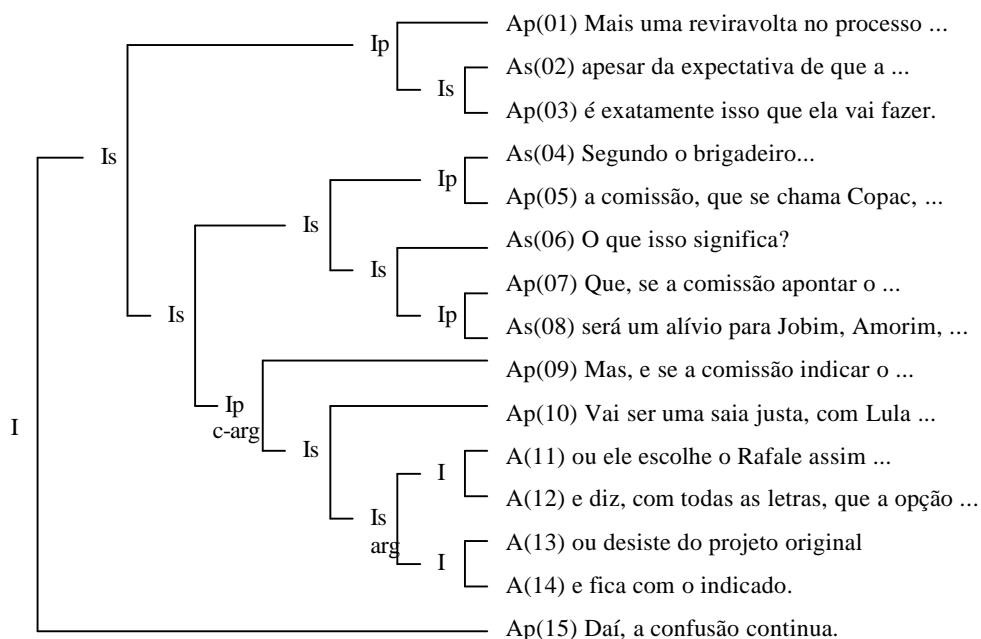 Ap(01) Mais uma reviravolta no processo ...
Ip
As(02) apesar da expectativa de que a ...
Is
Ap(03) é exatamente isso que ela vai fazer.
Is
As(04) Segundo o brigadeiro...
Ip
Ap(05) a comissão, que se chama Copac, ...
Is
As(06) O que isso significa?
Is
Ap(07) Que, se a comissão apontar o ...
Is
Ip
As(08) será um alívio para Jobim, Amorim, ...
Ap(09) Mas, e se a comissão indicar o ...
Ip
c-arg
Ap(10) Vai ser uma saia justa, com Lula ...
I
Is
A(11) ou ele escolhe o Rafale assim ...
I
A(12) e diz, com todas as letras, que a opção ...
Is
arg
A(13) ou desiste do projeto original
I
A(14) e fica com o indicado.
Ap(15) Daí, a confusão continua.